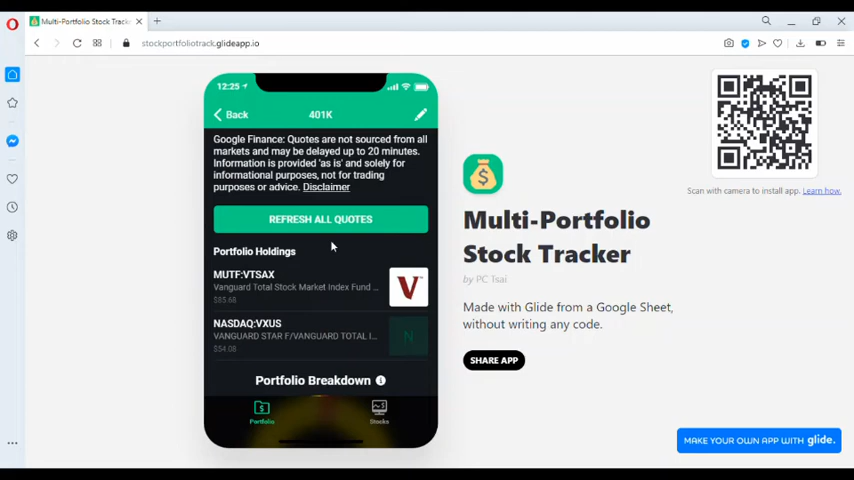 Multi-Portfolio Stock Tracker
stockportfoliotrack.glideapp.io
12:25
Back
401K
Google Finance: Quotes are not sourced from all
markets and may be delayed up to 20 minutes.
Information is provided 'as is' and solely for
informational purposes, not for trading
purposes or advice. Disclaimer
REFRESH ALL QUOTES
Portfolio Holdings
MUTF:VTSAX
Vanguard Total Stock Market Index Fund ...
$85.68
V
NASDAQ:VXUS
VANGUARD STAR F/VANGUARD TOTAL I...
$54.08
N
Portfolio Breakdown
Portfolio
Stocks
Multi-Portfolio
Stock Tracker
by PC Tsai
Made with Glide from a Google Sheet,
without writing any code.
SHARE APP
Scan with camera to install app. Learn how.
MAKE YOUR OWN APP WITH glide.